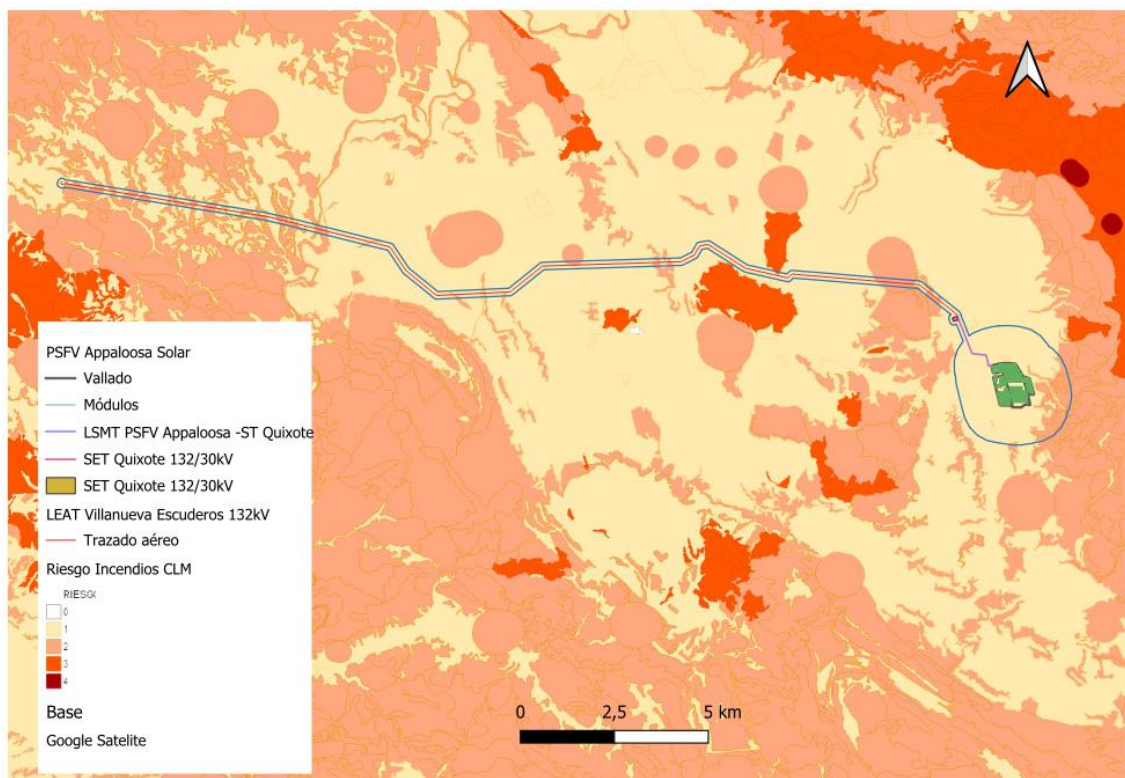 PSFV Appaloosa Solar
Vallado
Módulos
LSMT PSFV Appaloosa -ST Quixote
SET Quixote 132/30kV
SET Quixote 132/30kV
LEAT Villanueva Escuderos 132kV
Trazado aéreo
Riesgo Incendios CLM
RIESG
0
1
2
3
4
Base
Google Satelite
0 2,5 5 km